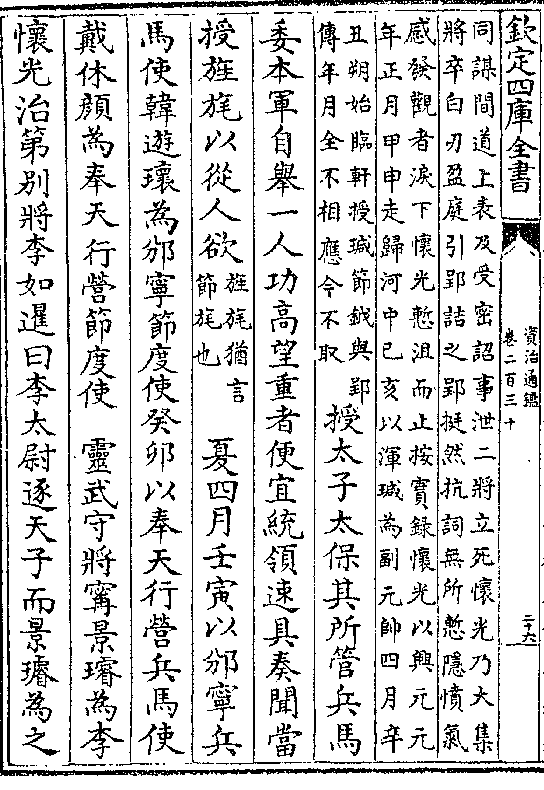 欽定四庫全書
資治通鑑
卷二百三十
三十六
同謀間道上表及受密詔事泄二將立死懷光乃大集
將卒白刃盈庭引郢詰之郢挺然抗詞無所慙隱憤氣
感發觀者淚下懷光慙沮而止按實錄懷光以興元元
年正月甲申走歸河中己亥以渾瑊為副元帥四月辛
丑朔始臨軒授瑊節鉞與郢
傳年月全不相應今不取
授太子太保其所管兵馬
委本軍自舉一人功高望重者便宜統領速具奏聞當
授旌旄以從人欲
旌旄猶言
節旄也
夏四月壬寅以邠寧兵
馬使韓遊瓌為邠寧節度使癸卯以奉天行營兵馬使
戴休顔為奉天行營節度使　靈武守將甯景璿為李
懷光治第别將李如暹曰李太尉逐天子而景璿為之